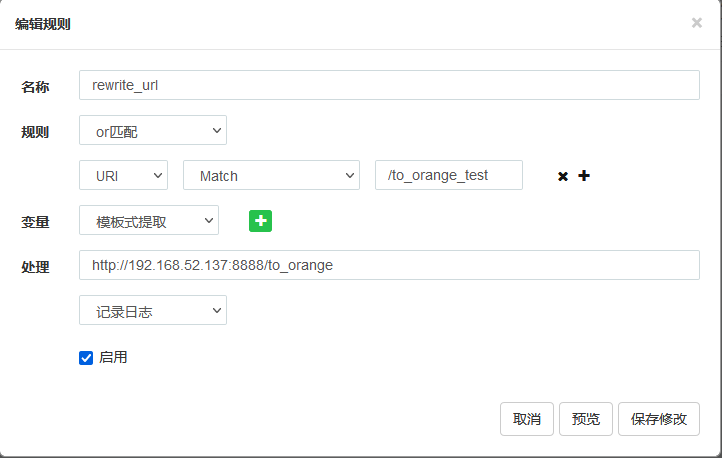 编辑规则 ×
名称 rewrite_url
规则 or匹配
URI Match /to_orange_test
变量 模板式提取
处理 http://192.168.52.137:8888/to_orange
记录日志
启用
取消 预览 保存修改